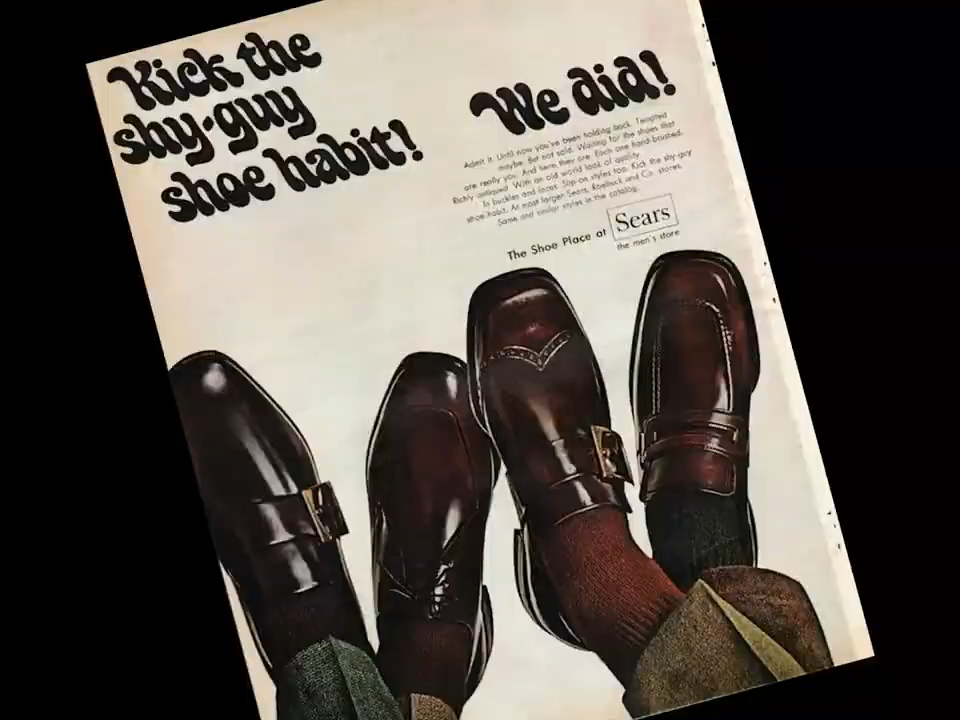 Kick the
shy-guy
shoe habit!
We did!
Admit it. Until now you've been holding back. Tempted
maybe. But not sold. Waiting for the shoes that
are really you. And here they are. Each one hand-brushed.
Richly antiqued. With an old world look of quality.
In buckles and laces. Slip-on styles too. Kick the shy-guy
shoe habit. At most larger Sears, Roebuck and Co. stores.
Same and similar styles in the catalog.
The Shoe Place at Sears
the men's store